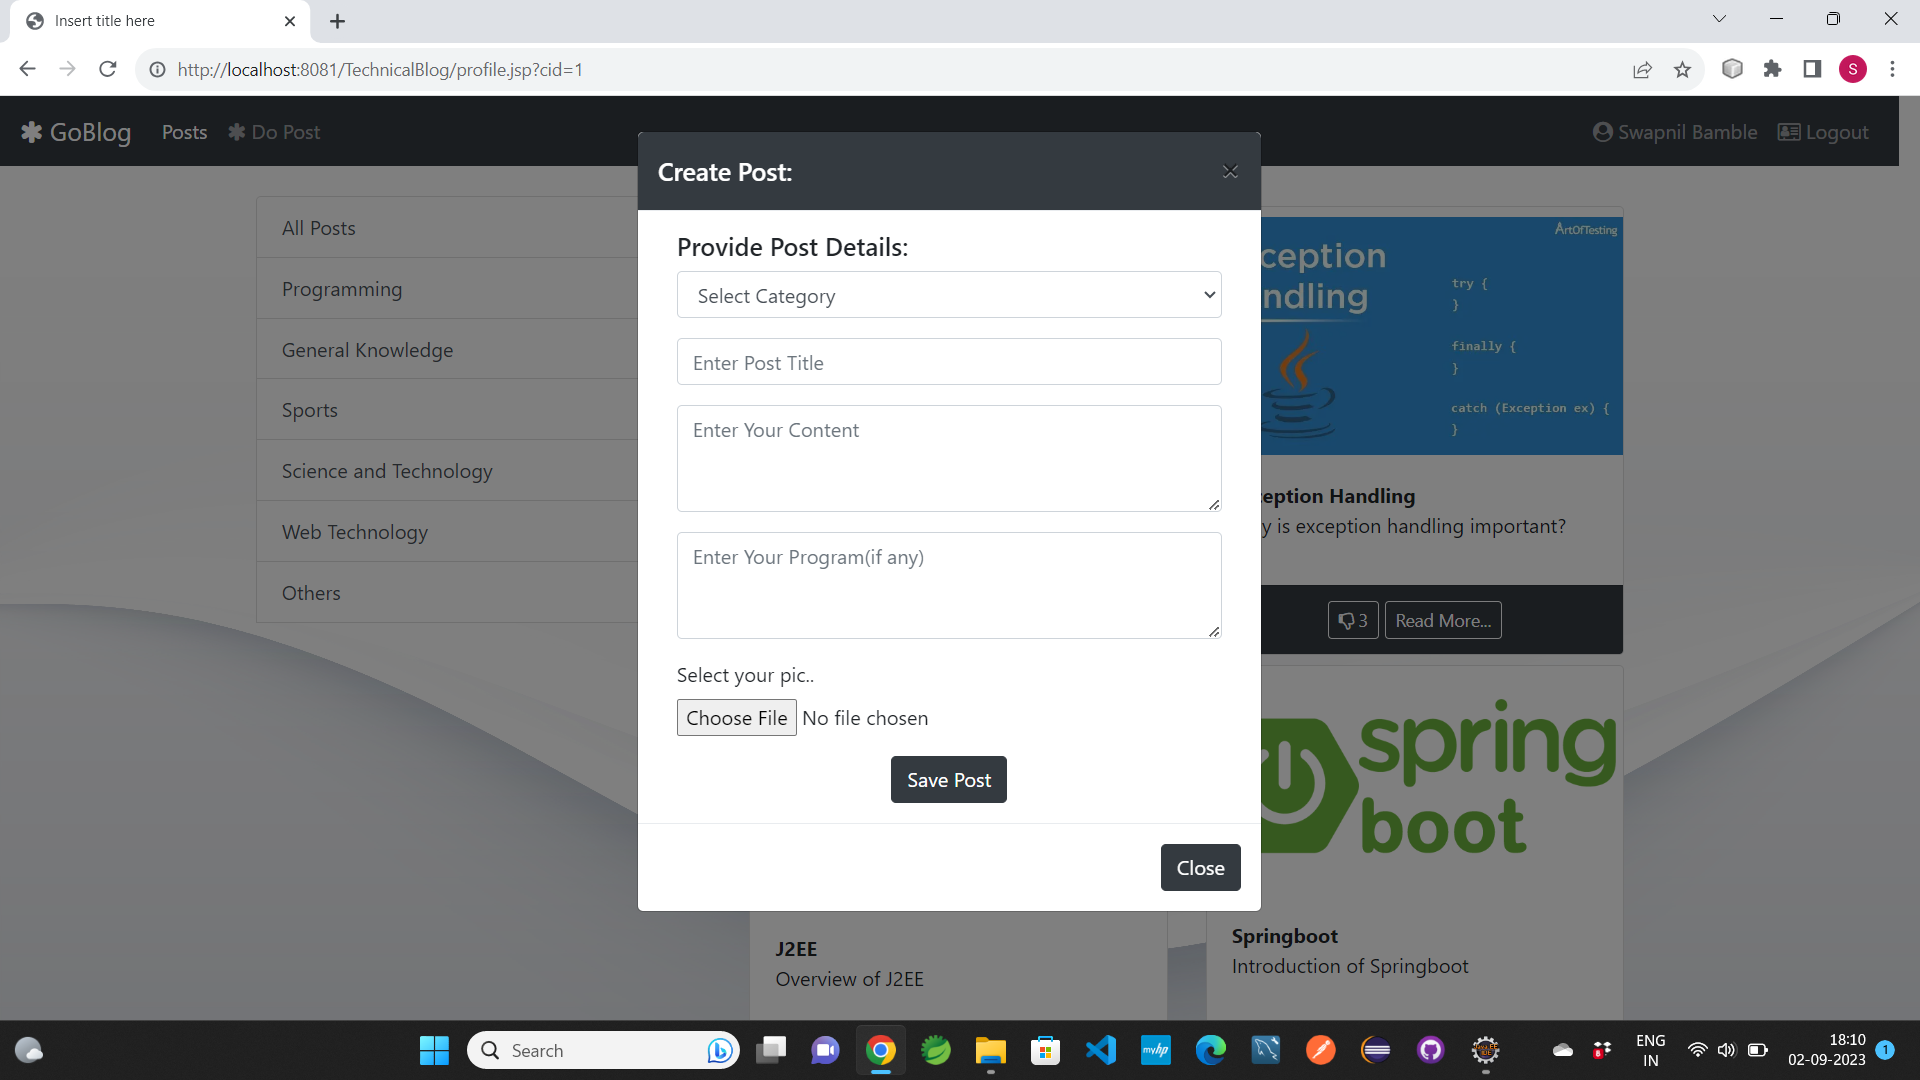 Insert title here
http://localhost:8081/TechnicalBlog/profile.jsp?cid=1
S
GoBlog
Posts
Do Post
Swapnil Bamble
Logout
Create Post:
×
All Posts
Programming
General Knowledge
Sports
Science and Technology
Web Technology
Others
Provide Post Details:
Select Category
Enter Post Title
Enter Your Content
Enter Your Program(if any)
Select your pic..
Choose File No file chosen
Save Post
Close
ArtOfTesting
ception
ndling
try {
}
finally {
}
catch (Exception ex) {
}
eption Handling
y is exception handling important?
3
Read More...
spring
boot
J2EE
Overview of J2EE
Springboot
Introduction of Springboot
Search
myhp
8
ENG
IN
18:10
02-09-2023
1